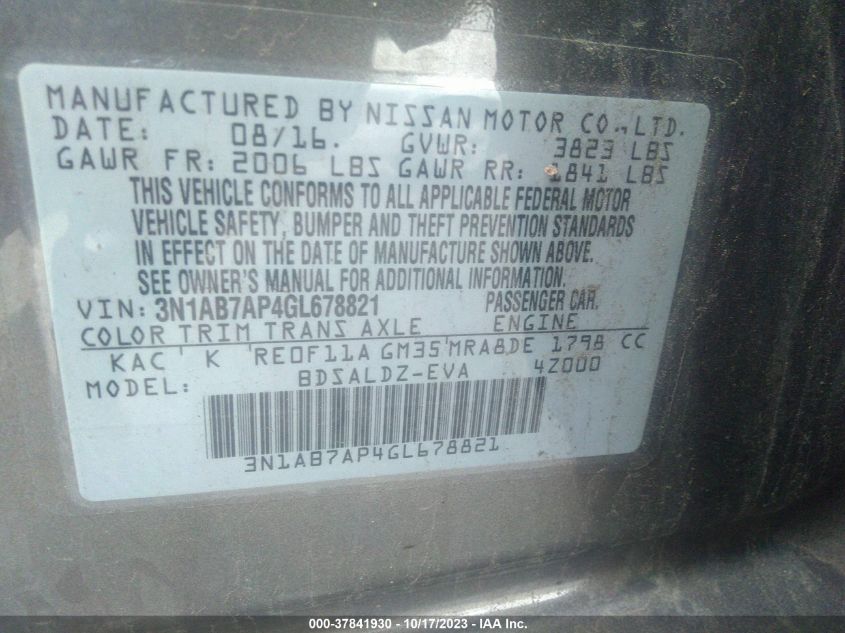 MANUFACTURED BY NISSAN MOTOR CO., LTD.
DATE: 08/16. GVWR: 3823 LBS
GAWR FR: 2006 LBS GAWR RR: 1841 LBS
THIS VEHICLE CONFORMS TO ALL APPLICABLE FEDERAL MOTOR
VEHICLE SAFETY, BUMPER AND THEFT PREVENTION STANDARDS
IN EFFECT ON THE DATE OF MANUFACTURE SHOWN ABOVE.
SEE OWNER'S MANUAL FOR ADDITIONAL INFORMATION.
VIN: 3N1AB7AP4GL678821 PASSENGER CAR.
COLOR TRIM TRANS AXLE ENGINE
KAC K RE0F11A GM35 MRA8DE 1798 CC
MODEL: BDSALDZ-EVA 4Z000
3N1AB7AP4GL678821
000-37841930 - 10/17/2023 - IAA Inc.